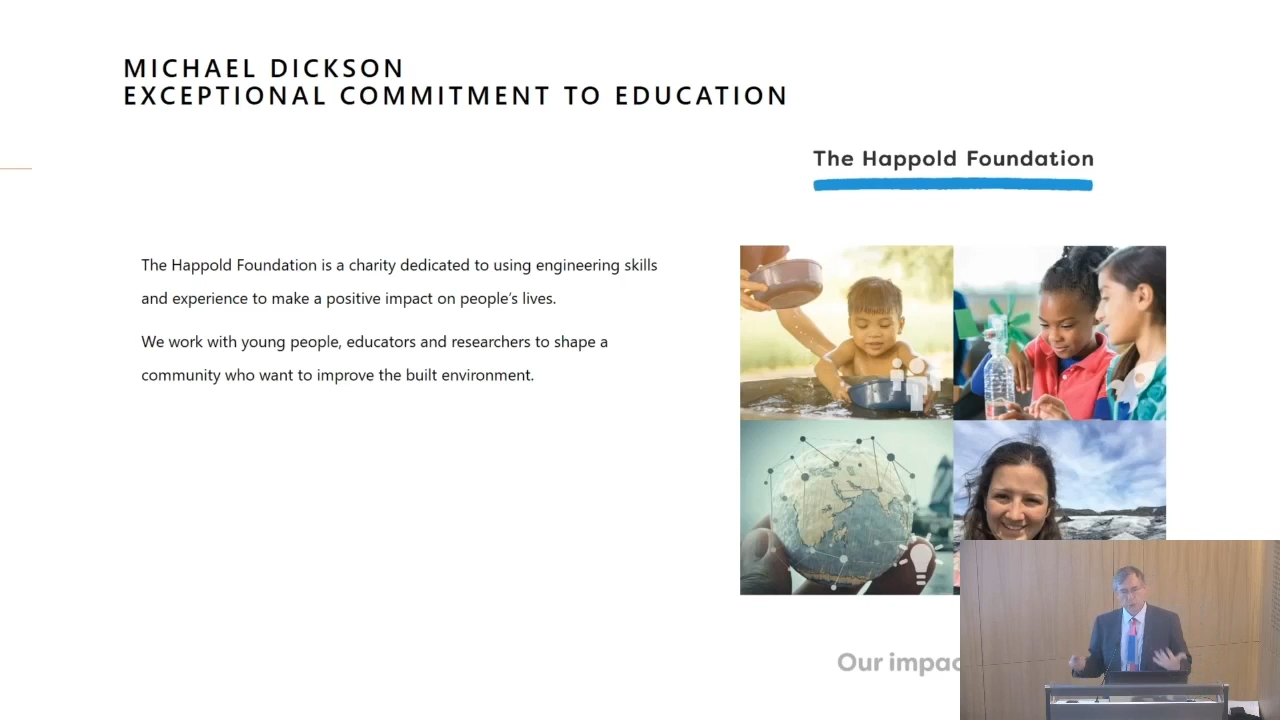 MICHAEL DICKSON
EXCEPTIONAL COMMITMENT TO EDUCATION
The Happold Foundation
The Happold Foundation is a charity dedicated to using engineering skills
and experience to make a positive impact on people's lives.
We work with young people, educators and researchers to shape a
community who want to improve the built environment.
Our impac